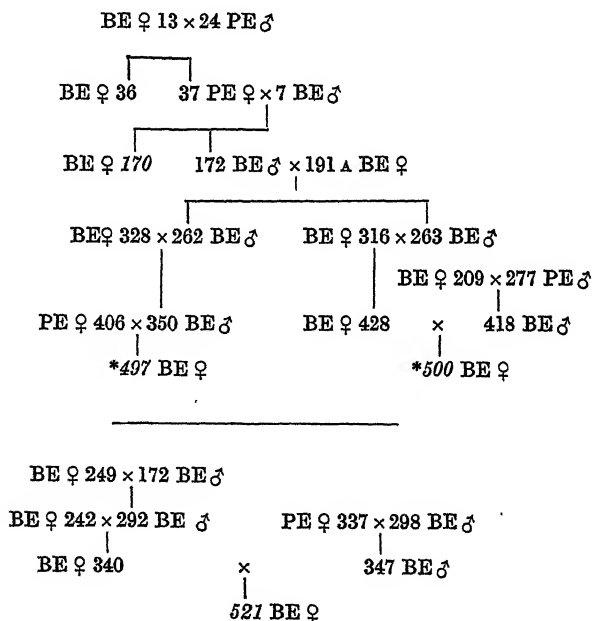 BE ♀ 13 × 24 PE ♂
BE ♀ 36 37 PE ♀ × 7 BE ♂
BE ♀ 170 172 BE ♂ × 191 A BE ♀
BE♀ 328 × 262 BE ♂ BE ♀ 316 × 263 BE ♂
BE ♀ 209 × 277 PE ♂
PE ♀ 406 × 350 BE ♂ BE ♀ 428 × 418 BE ♂
*497 BE ♀ *500 BE ♀
BE ♀ 249 × 172 BE ♂
BE ♀ 242 × 292 BE ♂ PE ♀ 337 × 298 BE ♂
BE ♀ 340 × 347 BE ♂
521 BE ♀